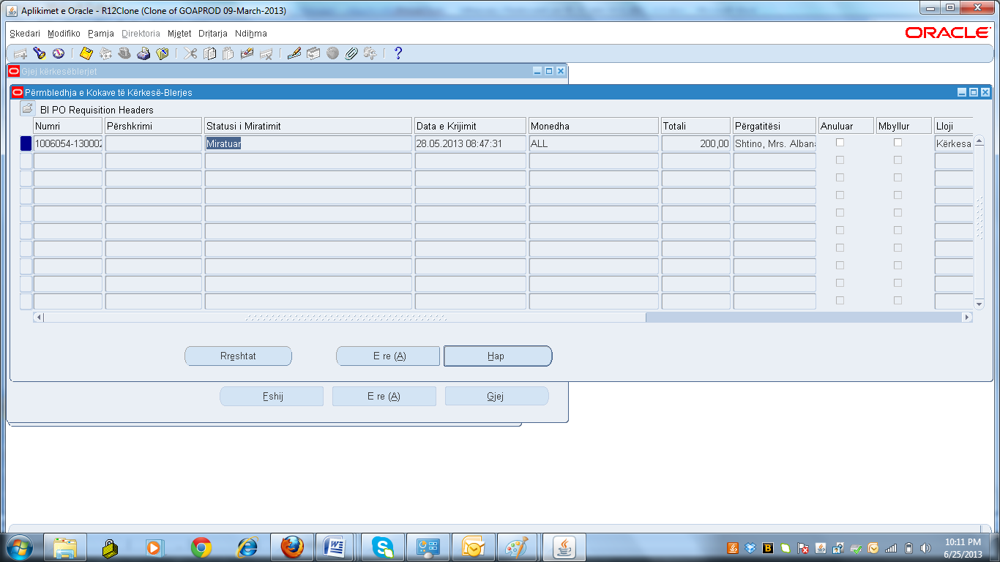 Aplikimet e Oracle - R12Clone (Clone of GOAPROD 09-March-2013)
Skedari Modifiko Pamja Direktoria Mjetet Dritarja Ndihma
ORACLE
Gjej kërkesëblerjet
Përmbledhja e Kokave të Kërkesë-Blerjes
BI PO Requisition Headers
Numri Përshkrimi Statusi i Miratimit Data e Krijimit Monedha Totali Përgatitësi Anuluar Mbyllur Lloji
1006054-130002 Miratuar 28.05.2013 08:47:31 ALL 200,00 Shtino, Mrs. Albana Kërkesa
Rreshtat E re (A) Hap
Fshij E re (A) Gjej
10:11 PM
6/25/2013